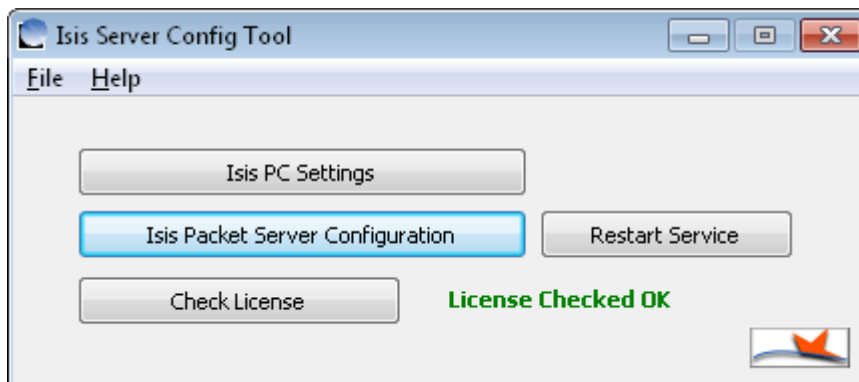 Isis Server Config Tool
File Help
Isis PC Settings
Isis Packet Server Configuration
Restart Service
Check License
License Checked OK